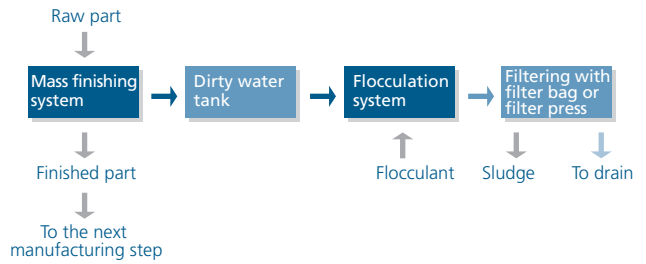 Raw part
Mass finishing
system
Dirty water
tank
Flocculation
system
Filtering with
filter bag or
filter press
Finished part
Flocculant
Sludge
To drain
To the next
manufacturing step